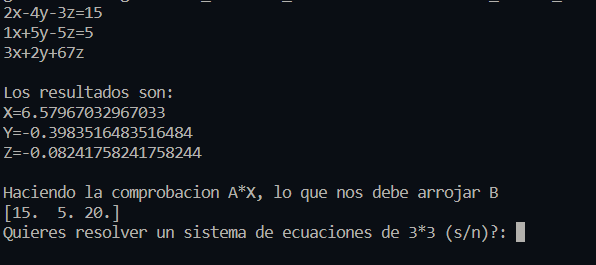 2x-4y-3z=15
1x+5y-5z=5
3x+2y+67z

Los resultados son:
X=6.57967032967033
Y=-0.3983516483516484
Z=-0.08241758241758244

Haciendo la comprobacion A*X, lo que nos debe arrojar B
[15.  5. 20.]
Quieres resolver un sistema de ecuaciones de 3*3 (s/n)?: